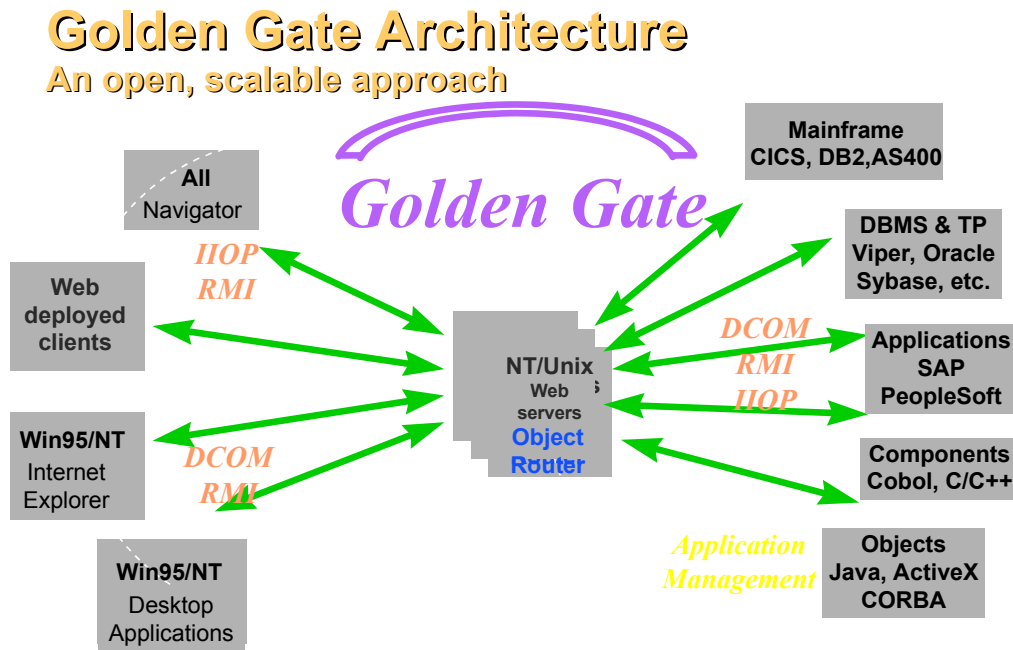 Golden Gate Architecture
An open, scalable approach
Golden Gate
All
Navigator
IIOP
RMI
Web
deployed
clients
Win95/NT
Internet
Explorer
DCOM
RMI
Win95/NT
Desktop
Applications
NT/Unix
Web
servers
Object
Router
Mainframe
CICS, DB2,AS400
DBMS & TP
Viper, Oracle
Sybase, etc.
DCOM
RMI
IIOP
Applications
SAP
PeopleSoft
Components
Cobol, C/C++
Application
Management
Objects
Java, ActiveX
CORBA